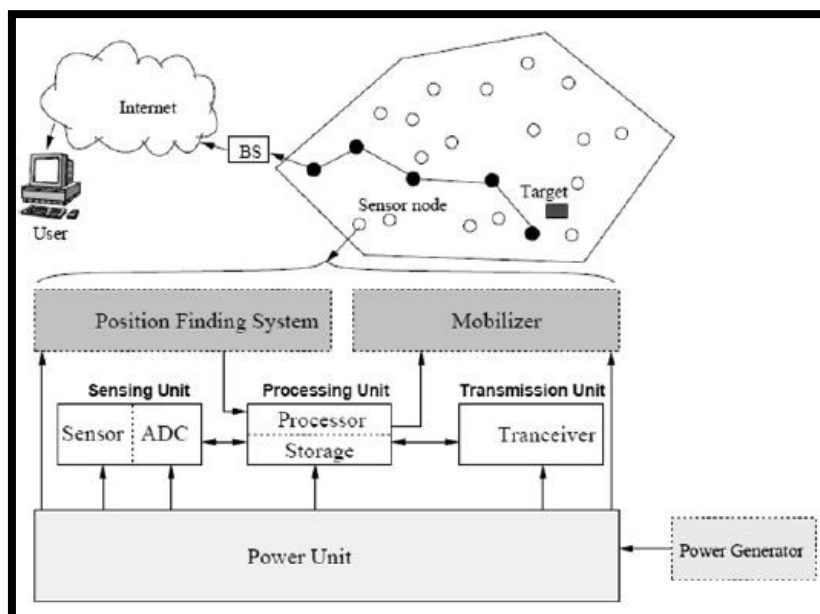 Internet
BS
User
Sensor node
Target
Position Finding System
Mobilizer
Sensing Unit
Processing Unit
Transmission Unit
Sensor
ADC
Processor
Storage
Tranceiver
Power Unit
Power Generator